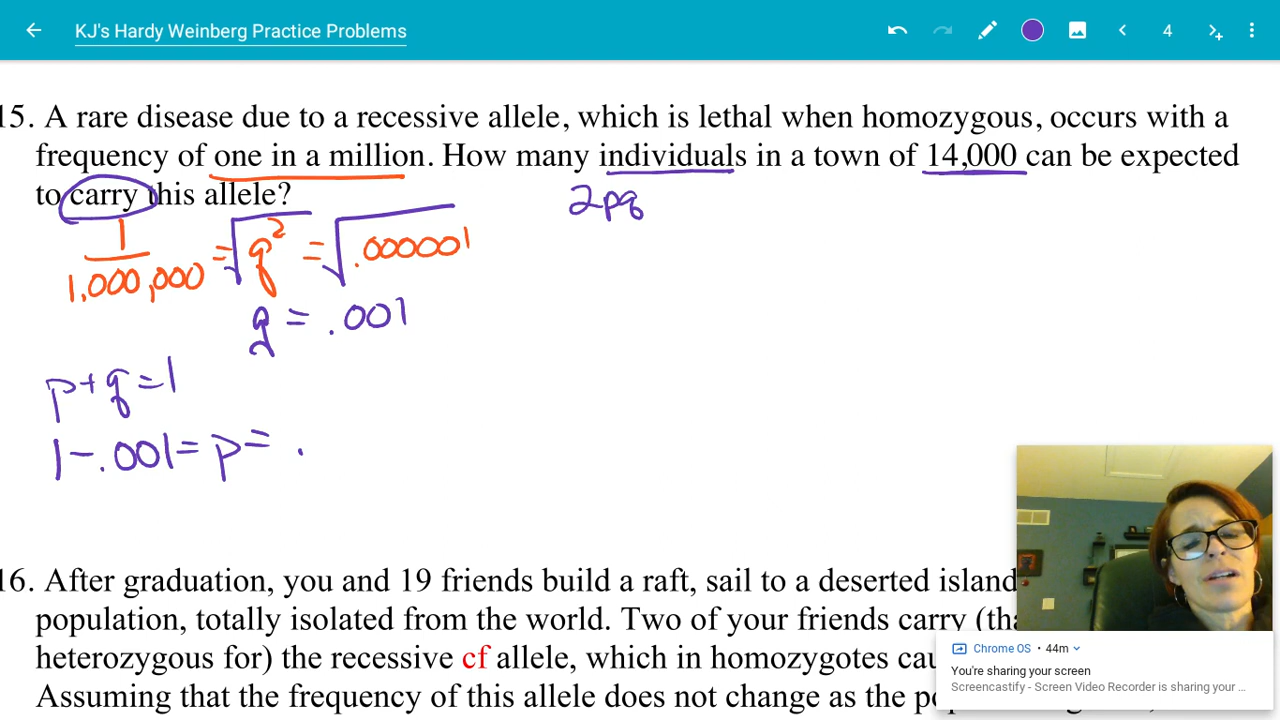 KJ's Hardy Weinberg Practice Problems
4
15. A rare disease due to a recessive allele, which is lethal when homozygous, occurs with a
frequency of one in a million. How many individuals in a town of 14,000 can be expected
to carry this allele?
2pq
1/1,000,000 = √q² = √.000001
q = .001
p+q=1
1-.001=p= .
16. After graduation, you and 19 friends build a raft, sail to a deserted island
population, totally isolated from the world. Two of your friends carry
heterozygous for) the recessive cf allele, which in homozygotes
Assuming that the frequency of this allele does not change as the
Chrome OS • 44m
You're sharing your screen
Screencastify - Screen Video Recorder is sharing your ...